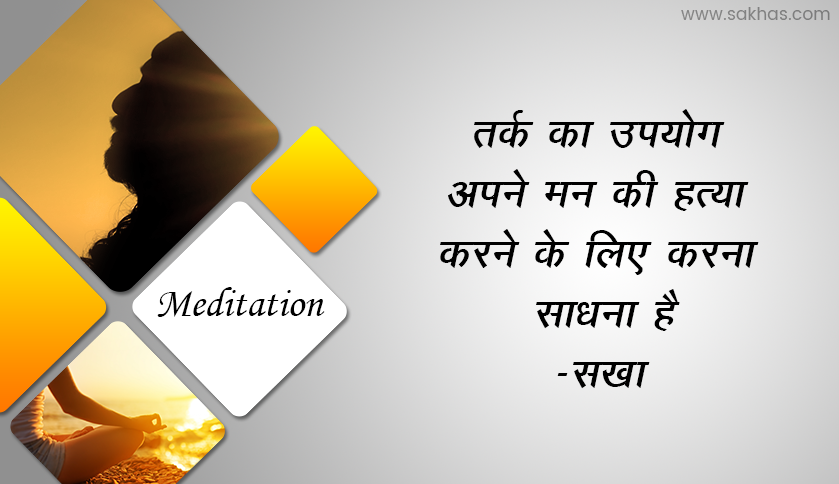 www.sakhas.com
तर्क का उपयोग
अपने मन की हत्या
करने के लिए करना
साधना है
-सखा
Meditation